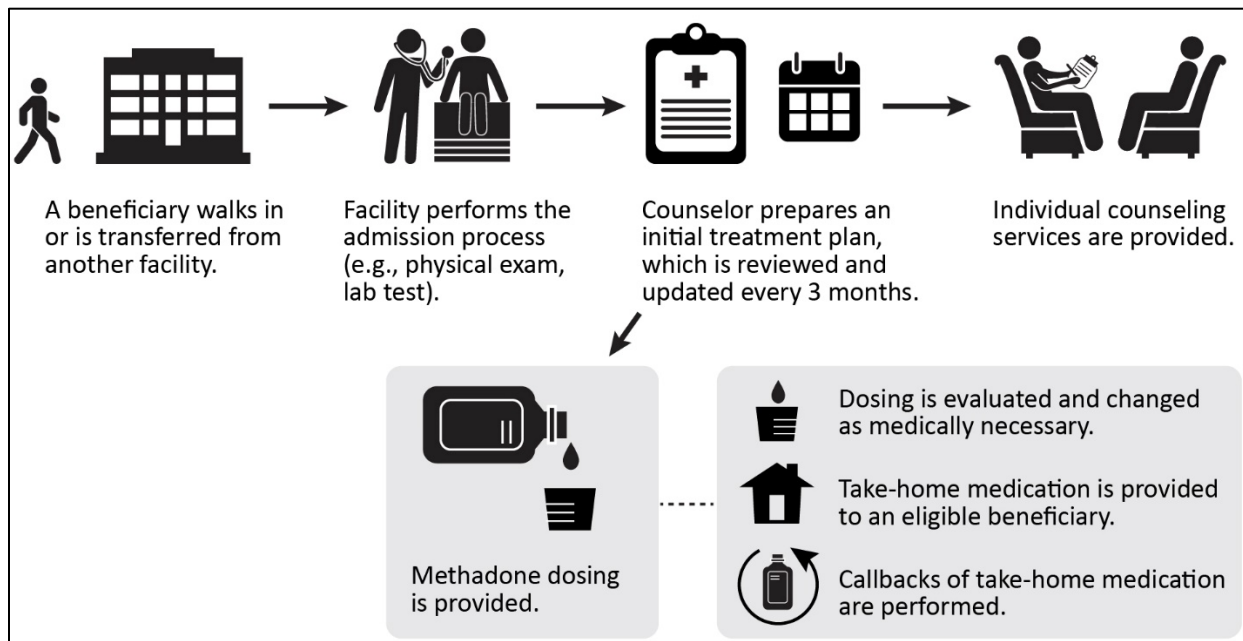 A beneficiary walks in
or is transferred from
another facility.
Facility performs the
admission process
(e.g., physical exam,
lab test).
Counselor prepares an
initial treatment plan,
which is reviewed and
updated every 3 months.
Individual counseling
services are provided.
Methadone dosing
is provided.
Dosing is evaluated and changed
as medically necessary.
Take-home medication is provided
to an eligible beneficiary.
Callbacks of take-home medication
are performed.